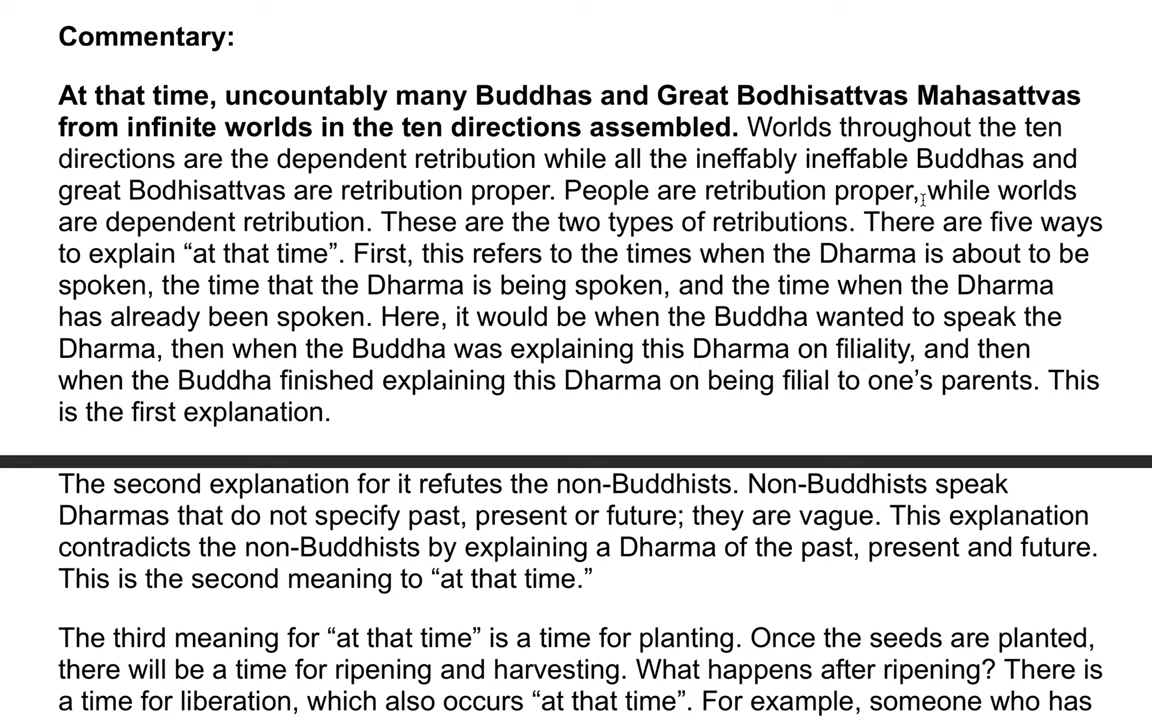 Commentary:
At that time, uncountably many Buddhas and Great Bodhisattvas Mahasattvas
from infinite worlds in the ten directions assembled. Worlds throughout the ten
directions are the dependent retribution while all the ineffably ineffable Buddhas and
great Bodhisattvas are retribution proper. People are retribution proper, while worlds
are dependent retribution. These are the two types of retributions. There are five ways
to explain “at that time”. First, this refers to the times when the Dharma is about to be
spoken, the time that the Dharma is being spoken, and the time when the Dharma
has already been spoken. Here, it would be when the Buddha wanted to speak the
Dharma, then when the Buddha was explaining this Dharma on filiality, and then
when the Buddha finished explaining this Dharma on being filial to one’s parents. This
is the first explanation.
The second explanation for it refutes the non-Buddhists. Non-Buddhists speak
Dharmas that do not specify past, present or future; they are vague. This explanation
contradicts the non-Buddhists by explaining a Dharma of the past, present and future.
This is the second meaning to “at that time.”
The third meaning for “at that time” is a time for planting. Once the seeds are planted,
there will be a time for ripening and harvesting. What happens after ripening? There is
a time for liberation, which also occurs “at that time”. For example, someone who has